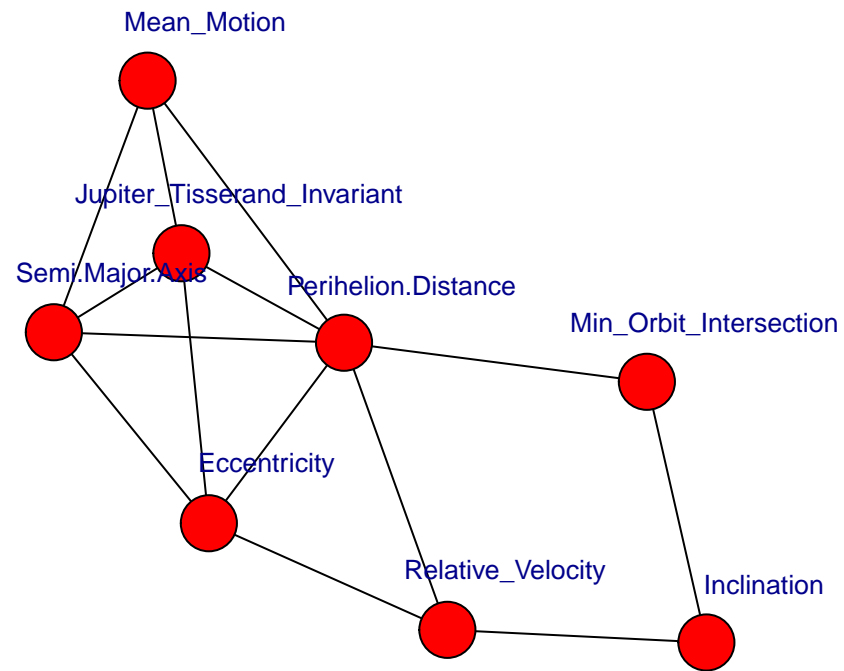 Mean_Motion
Jupiter_Tisserand_Invariant
Semi.Major.Axis
Perihelion.Distance
Min_Orbit_Intersection
Eccentricity
Relative_Velocity
Inclination